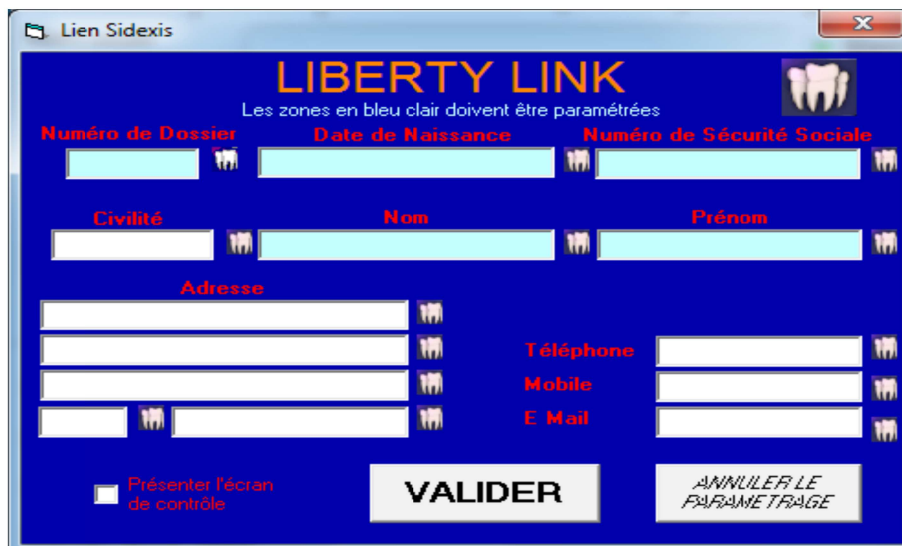 Lien Sidexis
LIBERTY LINK
Les zones en bleu clair doivent être paramétrées
Numéro de Dossier Date de Naissance Numéro de Sécurité Sociale
Civilité Nom Prénom
Adresse
Téléphone
Mobile
E Mail
Présenter l'écran
de contrôle
VALIDER
ANNULER LE
PARAMETRAGE